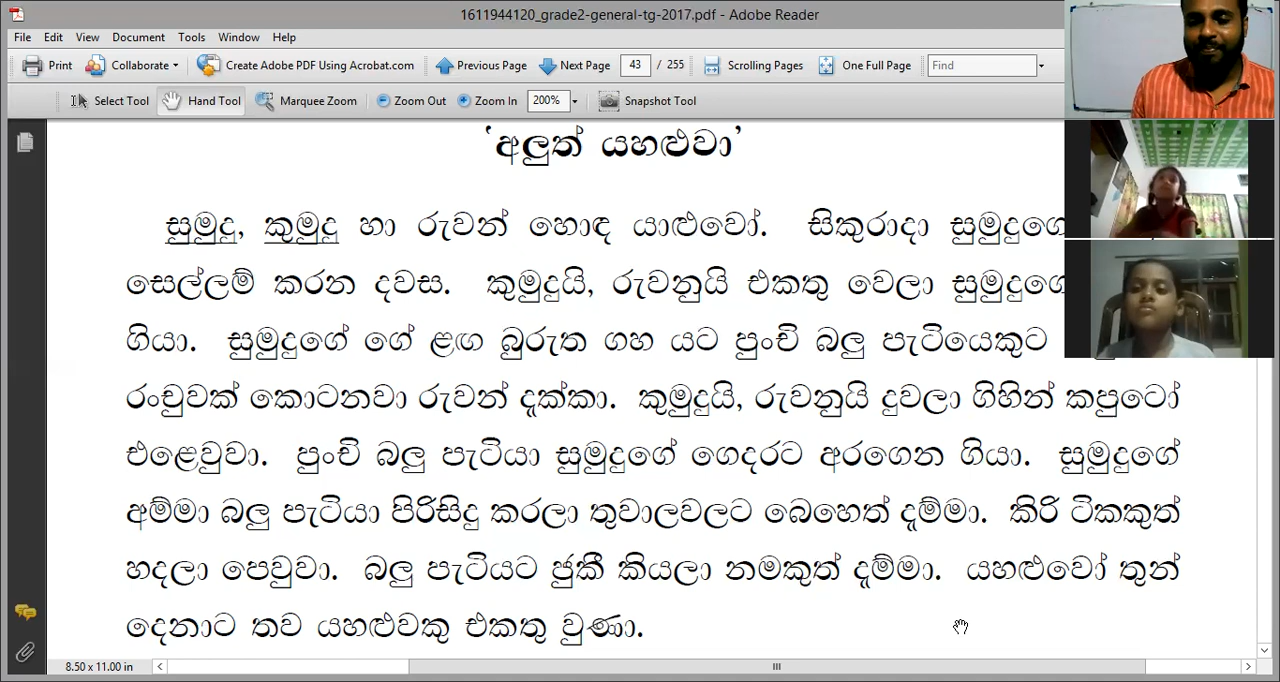 1611944120_grade2-general-tg-2017.pdf - Adobe Reader
File Edit View Document Tools Window Help
Print Collaborate Create Adobe PDF Using Acrobat.com Previous Page Next Page 43 / 255 Scrolling Pages One Full Page Find
Select Tool Hand Tool Marquee Zoom Zoom Out Zoom In 200% Snapshot Tool
‘අලුත් යහළුවා’
සුමුදු, කුමුදු හා රුවන් හොඳ යාළුවෝ. සිකුරාදා සුමුදුගෙ
සෙල්ලම් කරන දවස. කුමුදුයි, රුවනුයි එකතු වෙලා සුමුදුගෙ
ගියා. සුමුදුගේ ගේ ළඟ බුරුත ගහ යට පුංචි බලු පැටියෙකුට
රංචුවක් කොටනවා රුවන් දැක්කා. කුමුදුයි, රුවනුයි දුවලා ගිහින් කපුටෝ
එළෙවුවා. පුංචි බලු පැටියා සුමුදුගේ ගෙදරට අරගෙන ගියා. සුමුදුගේ
අම්මා බලු පැටියා පිරිසිදු කරලා තුවාලවලට බෙහෙත් දැම්මා. කිරි ටිකකුත්
හදලා පෙවුවා. බලු පැටියට ජුකී කියලා නමකුත් දැම්මා. යහළුවෝ තුන්
දෙනාට තව යහළුවකු එකතු වුණා.
8.50 x 11.00 in